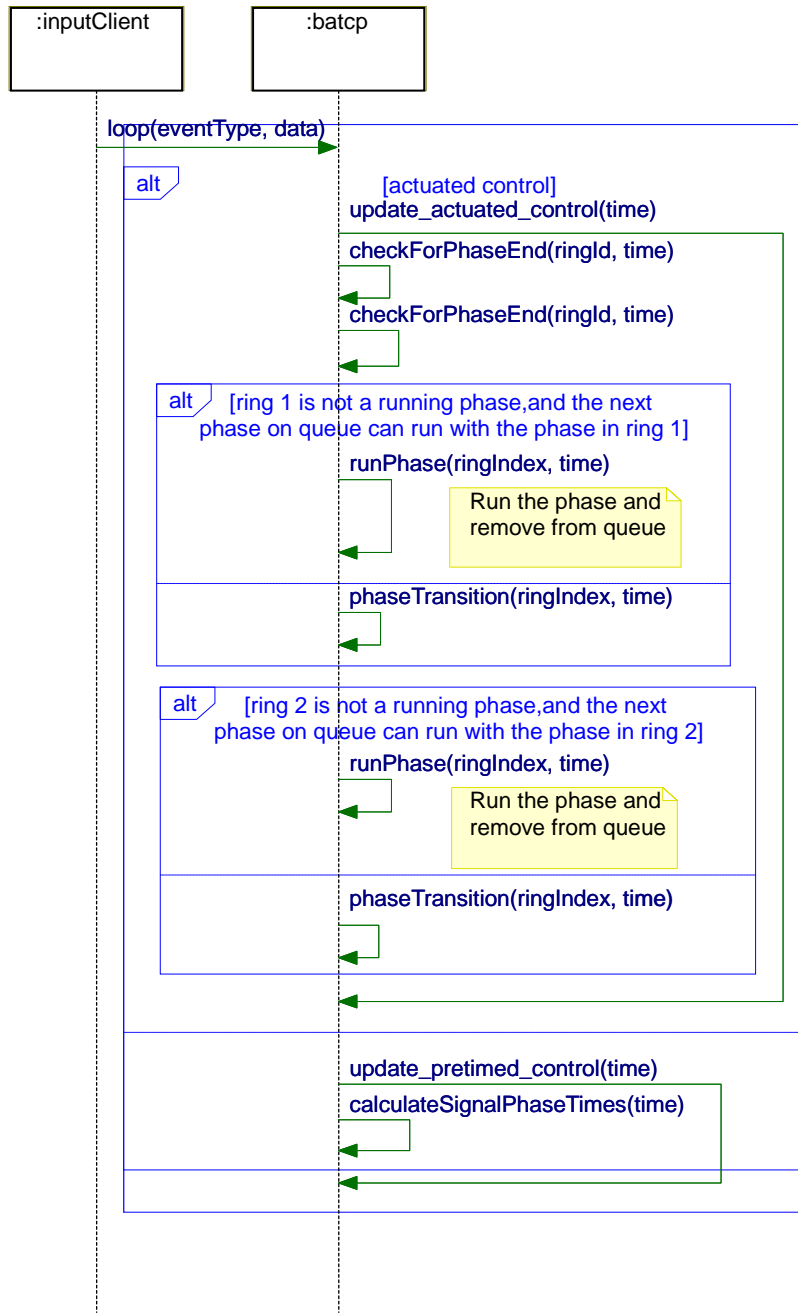 :inputClient
:batcp
loop(eventType, data)
alt
[actuated control]
update_actuated_control(time)
checkForPhaseEnd(ringId, time)
checkForPhaseEnd(ringId, time)
alt
[ring 1 is not a running phase,and the next
phase on queue can run with the phase in ring 1]
runPhase(ringIndex, time)
Run the phase and
remove from queue
phaseTransition(ringIndex, time)
alt
[ring 2 is not a running phase,and the next
phase on queue can run with the phase in ring 2]
runPhase(ringIndex, time)
Run the phase and
remove from queue
phaseTransition(ringIndex, time)
update_pretimed_control(time)
calculateSignalPhaseTimes(time)